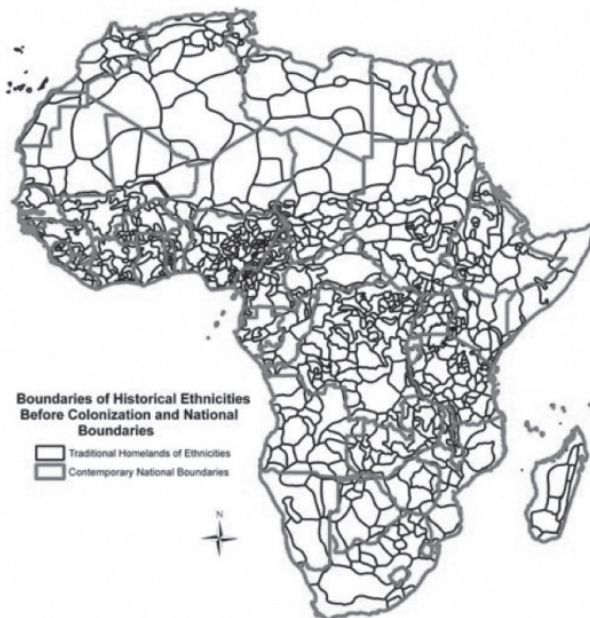 Boundaries of Historical Ethnicities
Before Colonization and National
Boundaries
Traditional Homelands of Ethnicities
Contemporary National Boundaries
N